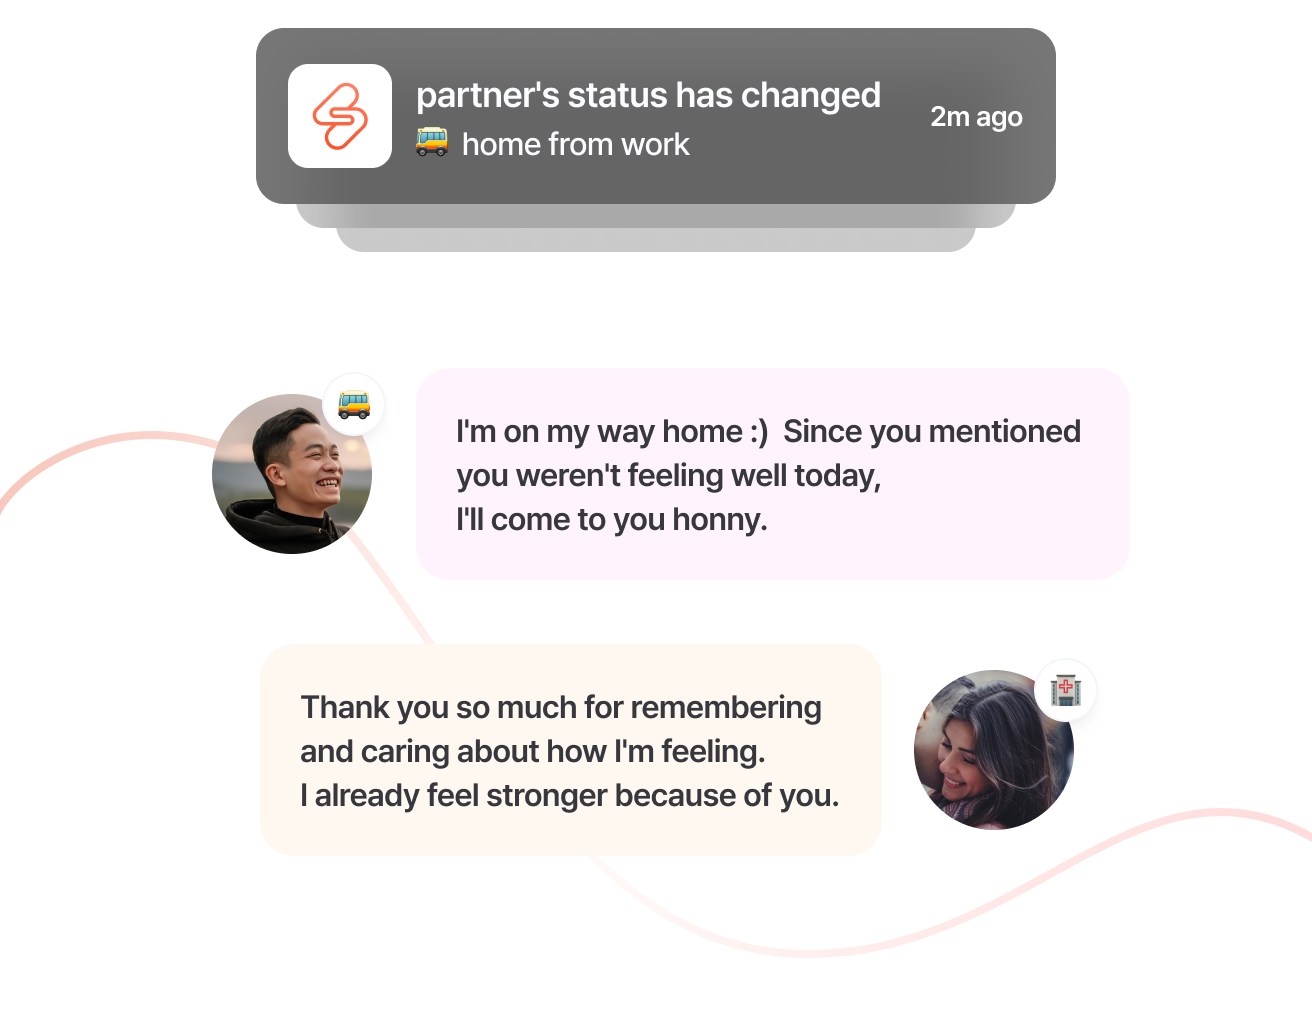 partner's status has changed
2m ago
🚌 home from work
I'm on my way home :)  Since you mentioned
you weren't feeling well today,
I'll come to you honny.
Thank you so much for remembering
and caring about how I'm feeling.
I already feel stronger because of you.